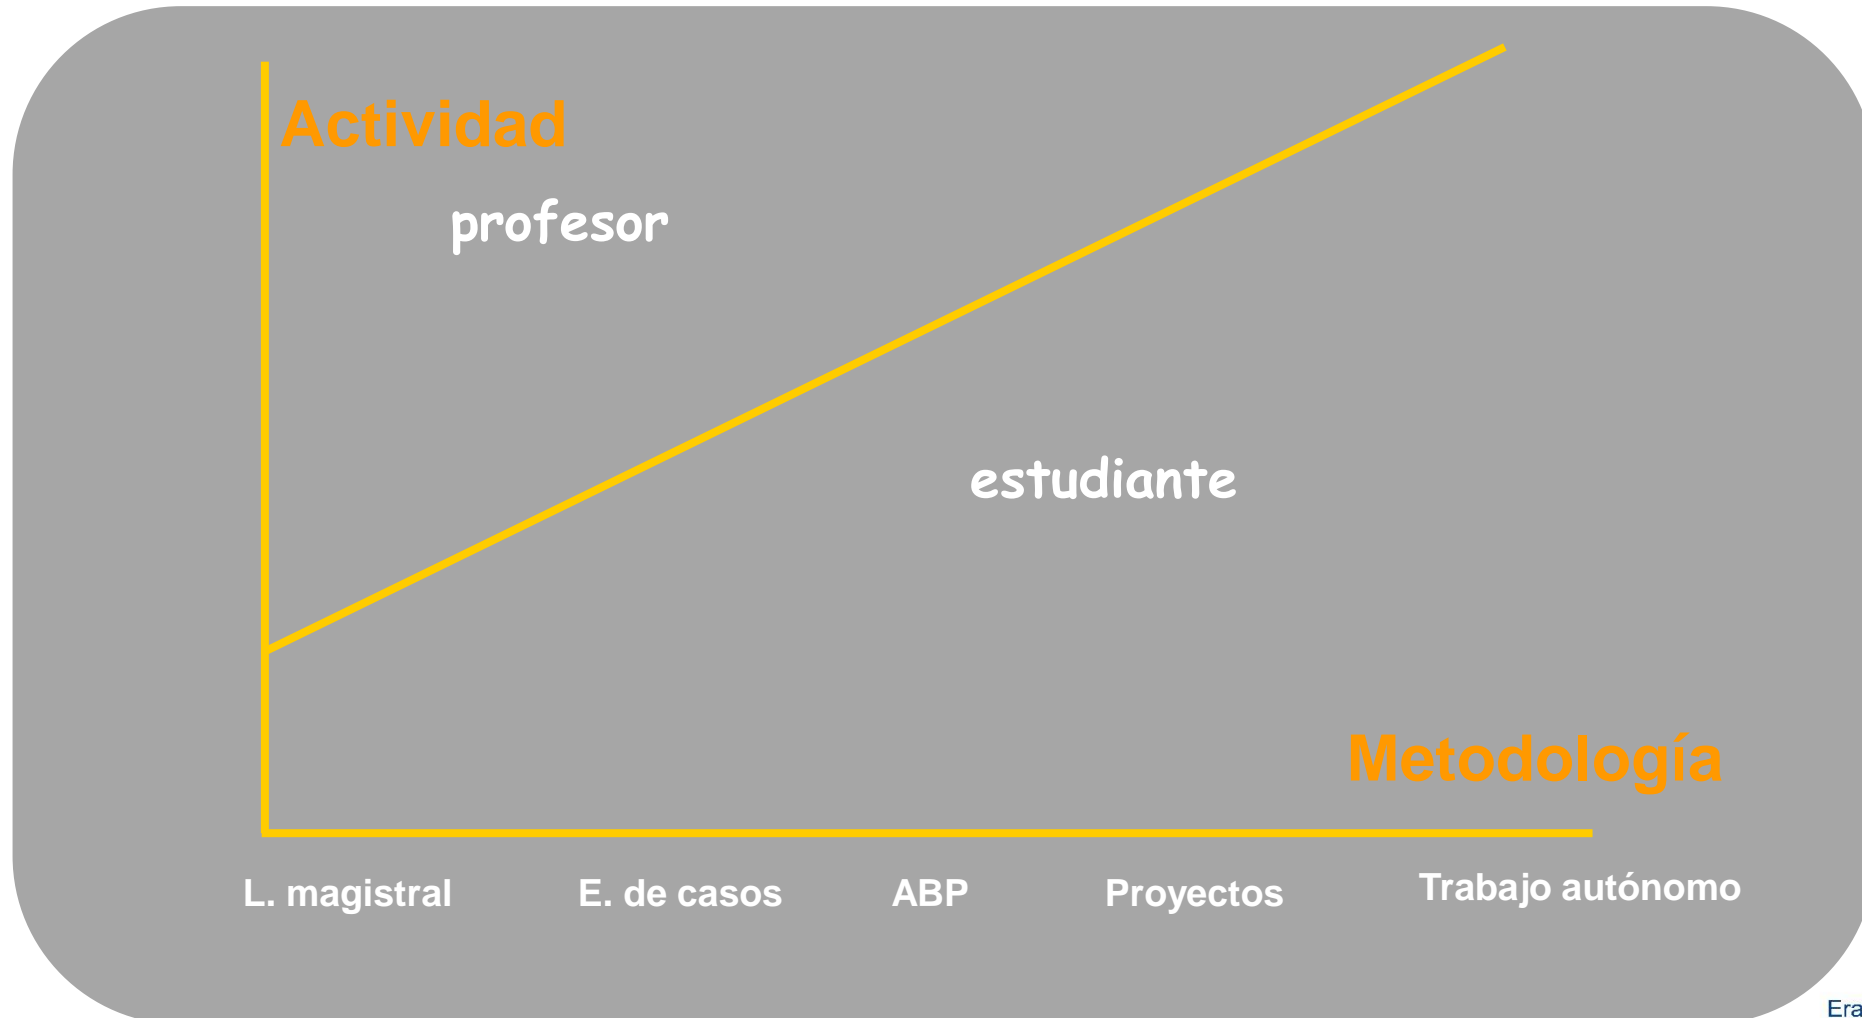 Actividad
profesor
estudiante
Metodología
L. magistral
E. de casos
ABP
Proyectos
Trabajo autónomo
Era